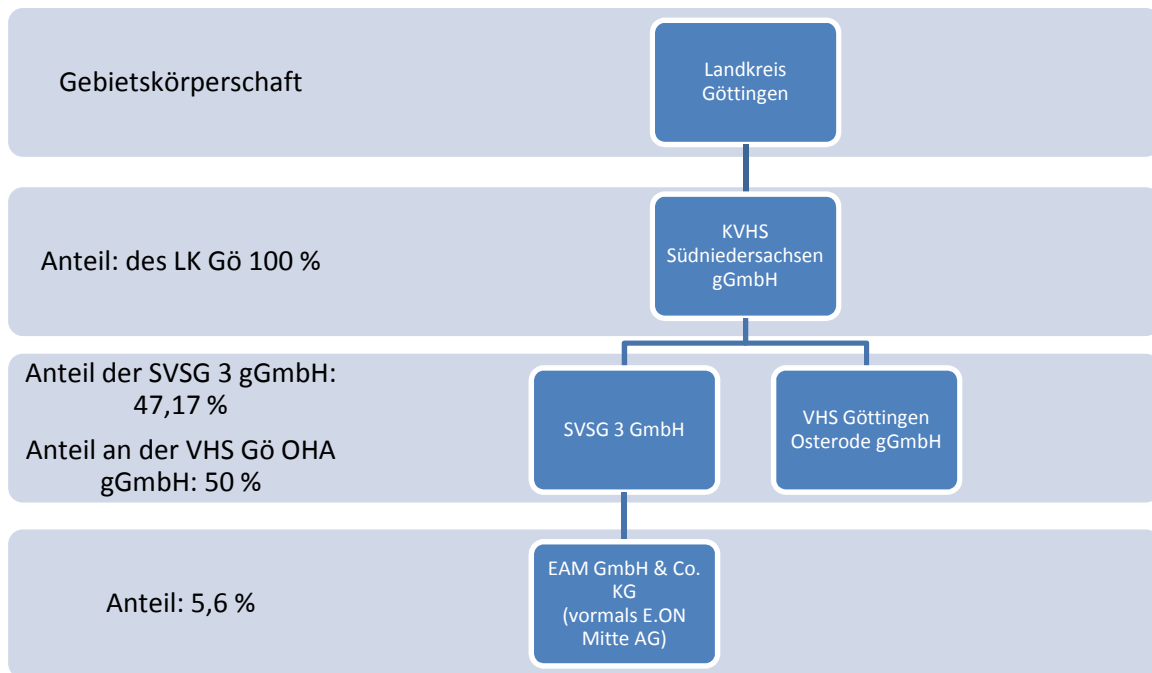 Gebietskörperschaft
Landkreis
Göttingen
Anteil: des LK Gö 100 %
KVHS
Südniedersachsen
gGmbH
Anteil der SVSG 3 gGmbH:
47,17 %
Anteil an der VHS Gö OHA
gGmbH: 50 %
SVSG 3 GmbH
VHS Göttingen
Osterode gGmbH
Anteil: 5,6 %
EAM GmbH & Co.
KG
(vormals E.ON
Mitte AG)